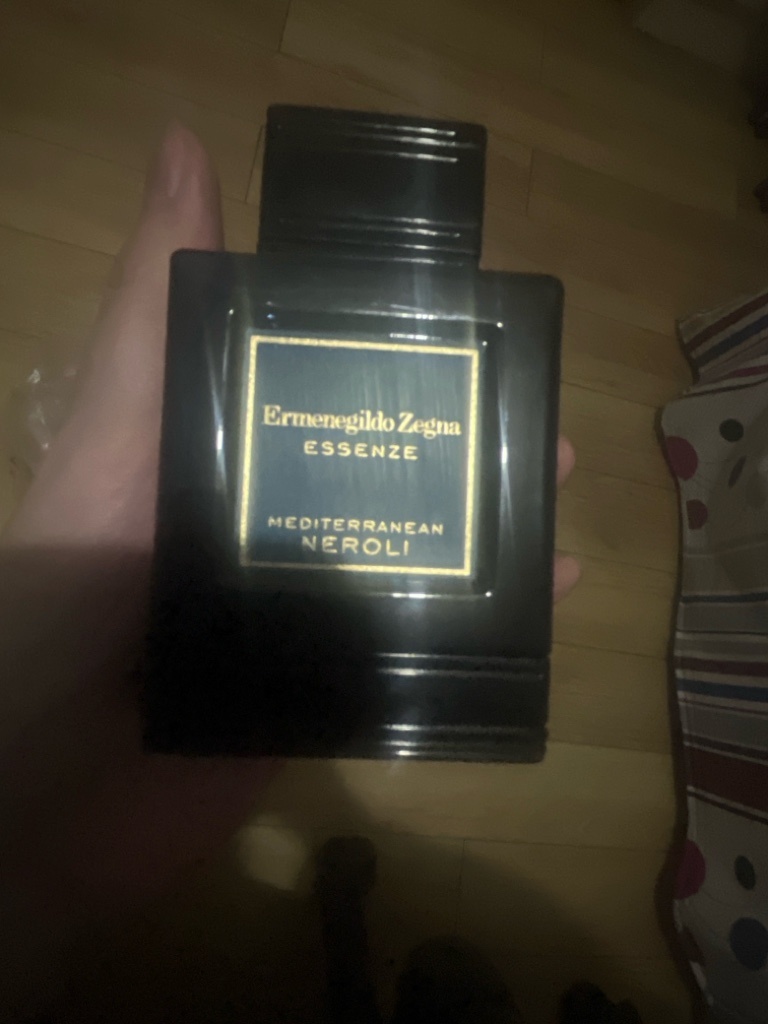 Ermenegildo Zegna
ESSENZE
MEDITERRANEAN
NEROLI